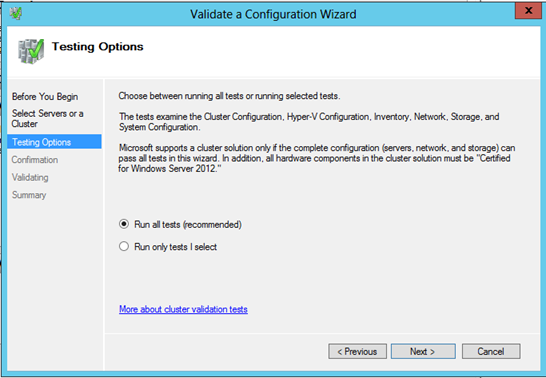 Validate a Configuration Wizard
X
Testing Options
Before You Begin
Select Servers or a
Cluster
Testing Options
Confirmation
Validating
Summary
Choose between running all tests or running selected tests.
The tests examine the Cluster Configuration, Hyper-V Configuration, Inventory, Network, Storage, and
System Configuration.
Microsoft supports a cluster solution only if the complete configuration (servers, network, and storage) can
pass all tests in this wizard. In addition, all hardware components in the cluster solution must be "Certified
for Windows Server 2012."
Run all tests (recommended)
Run only tests I select
More about cluster validation tests
< Previous
Next >
Cancel